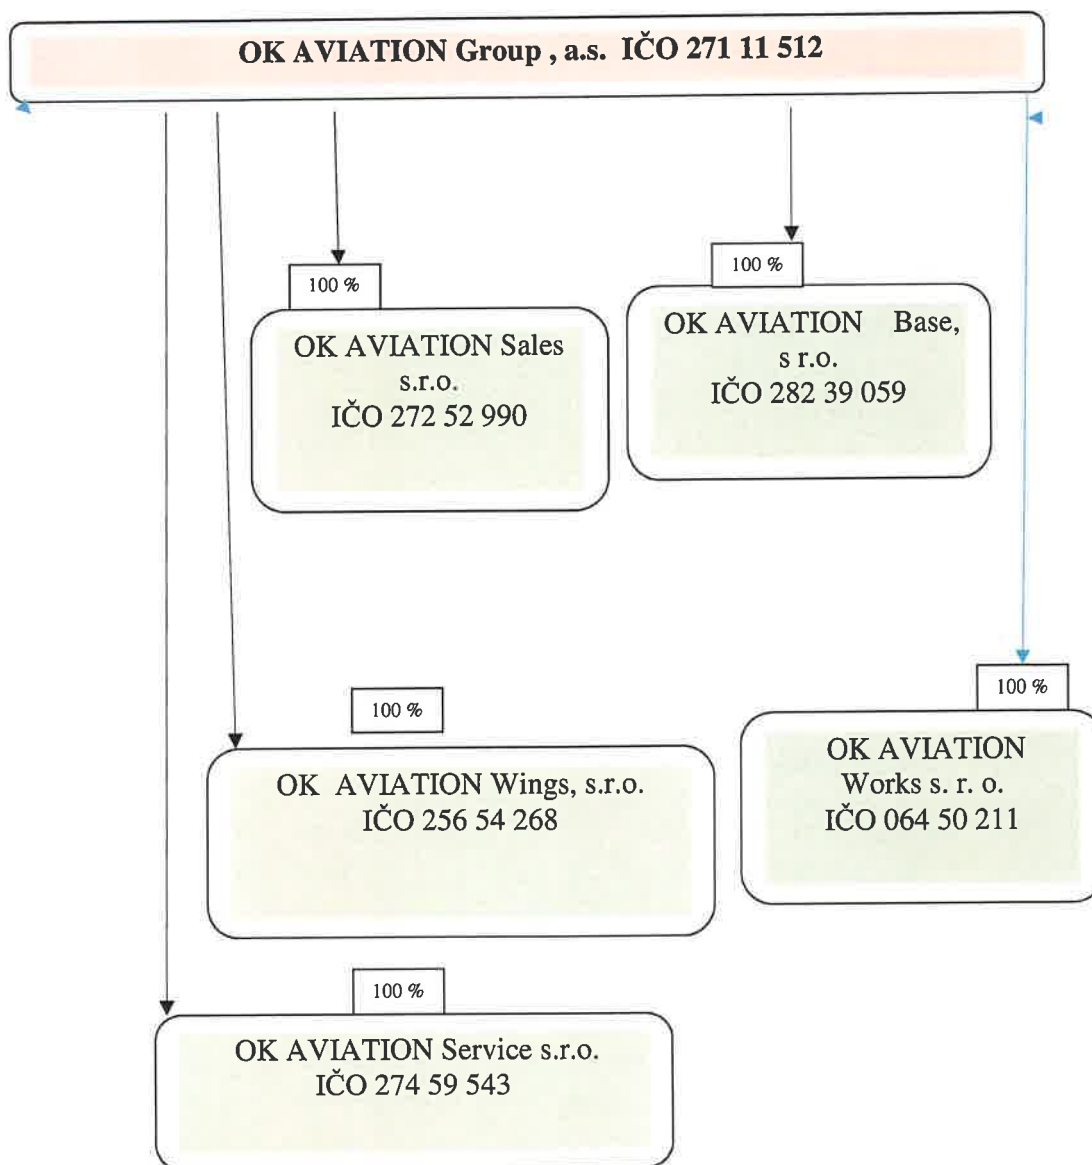 OK AVIATION Group , a.s. IČO 271 11 512
100 %
OK AVIATION Sales
s.r.o.
IČO 272 52 990
100 %
OK AVIATION Base,
s r.o.
IČO 282 39 059
100 %
OK AVIATION Wings, s.r.o.
IČO 256 54 268
100 %
OK AVIATION
Works s. r. o.
IČO 064 50 211
100 %
OK AVIATION Service s.r.o.
IČO 274 59 543